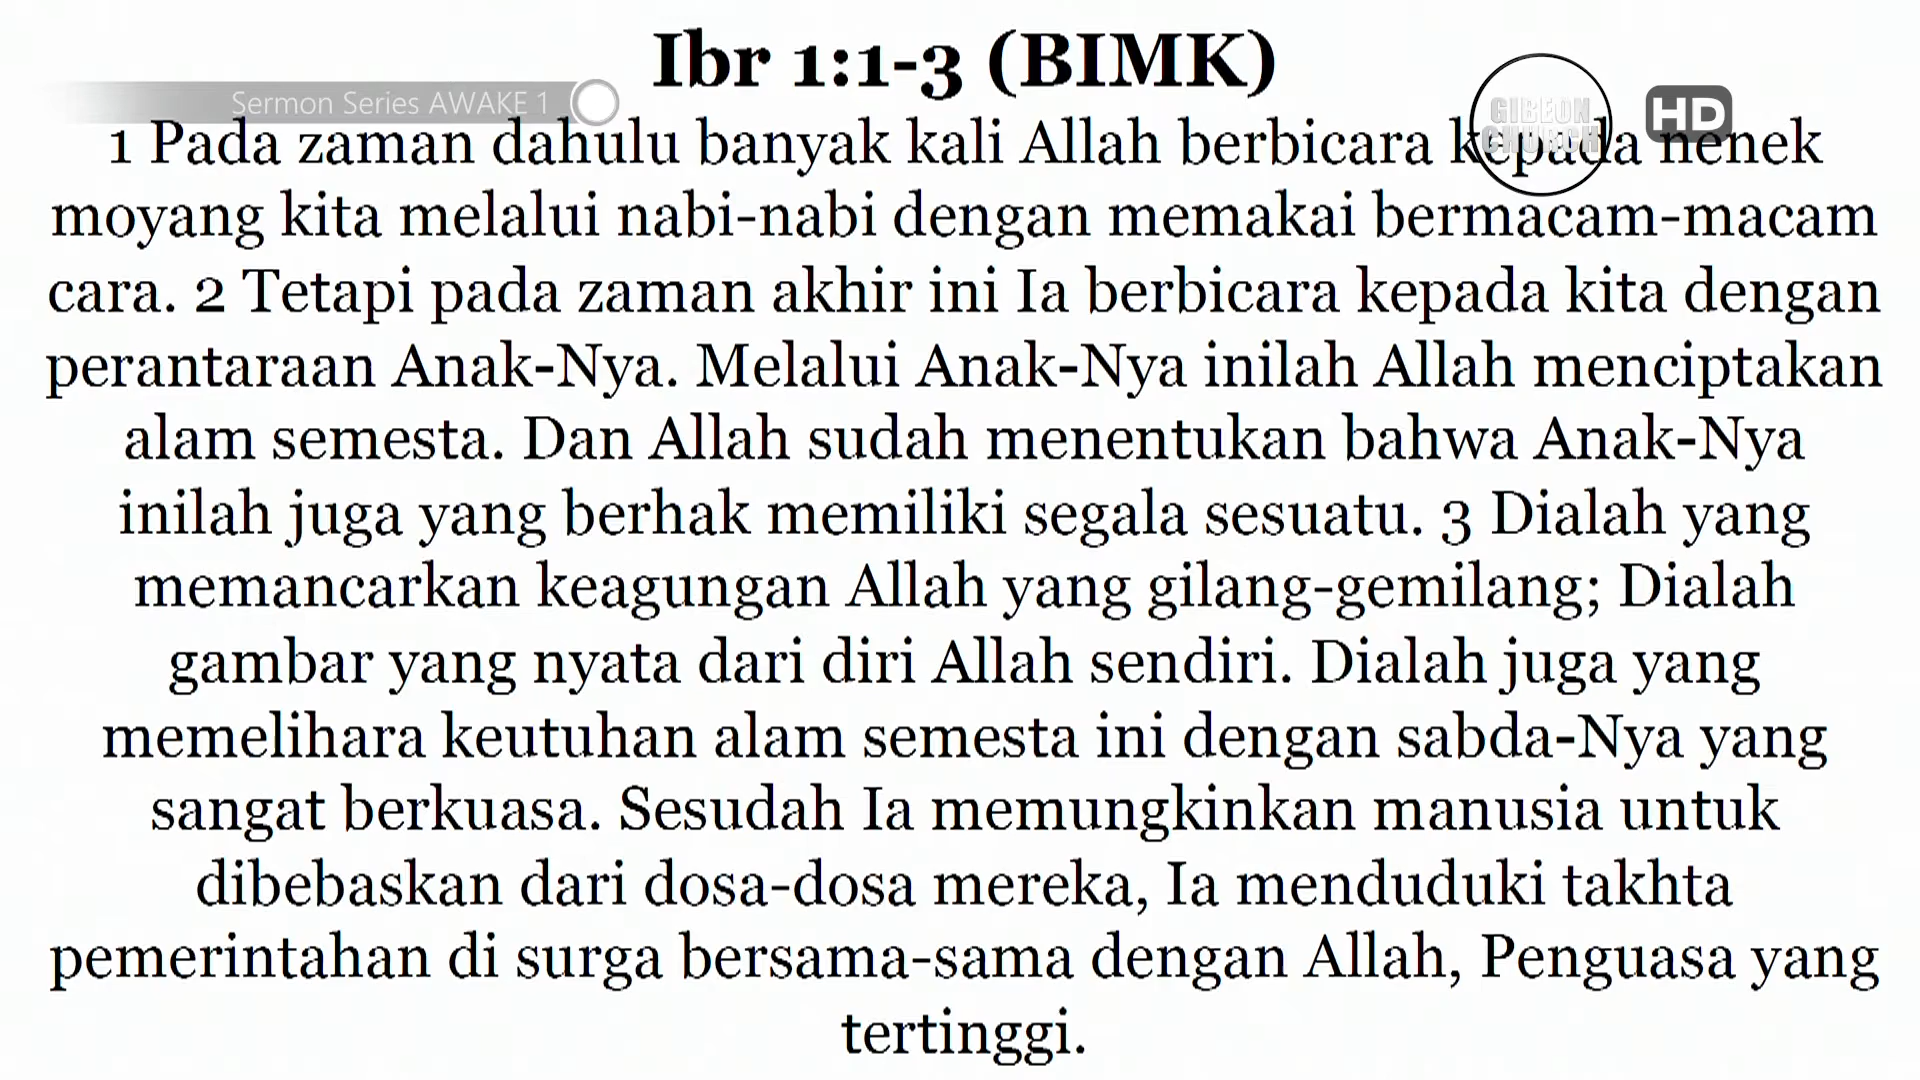 Ibr 1:1-3 (BIMK)
Sermon Series AWAKE 1
GIBEON
CHURCH
HD
1 Pada zaman dahulu banyak kali Allah berbicara kepada nenek
moyang kita melalui nabi-nabi dengan memakai bermacam-macam
cara. 2 Tetapi pada zaman akhir ini Ia berbicara kepada kita dengan
perantaraan Anak-Nya. Melalui Anak-Nya inilah Allah menciptakan
alam semesta. Dan Allah sudah menentukan bahwa Anak-Nya
inilah juga yang berhak memiliki segala sesuatu. 3 Dialah yang
memancarkan keagungan Allah yang gilang-gemilang; Dialah
gambar yang nyata dari diri Allah sendiri. Dialah juga yang
memelihara keutuhan alam semesta ini dengan sabda-Nya yang
sangat berkuasa. Sesudah Ia memungkinkan manusia untuk
dibebaskan dari dosa-dosa mereka, Ia menduduki takhta
pemerintahan di surga bersama-sama dengan Allah, Penguasa yang
tertinggi.